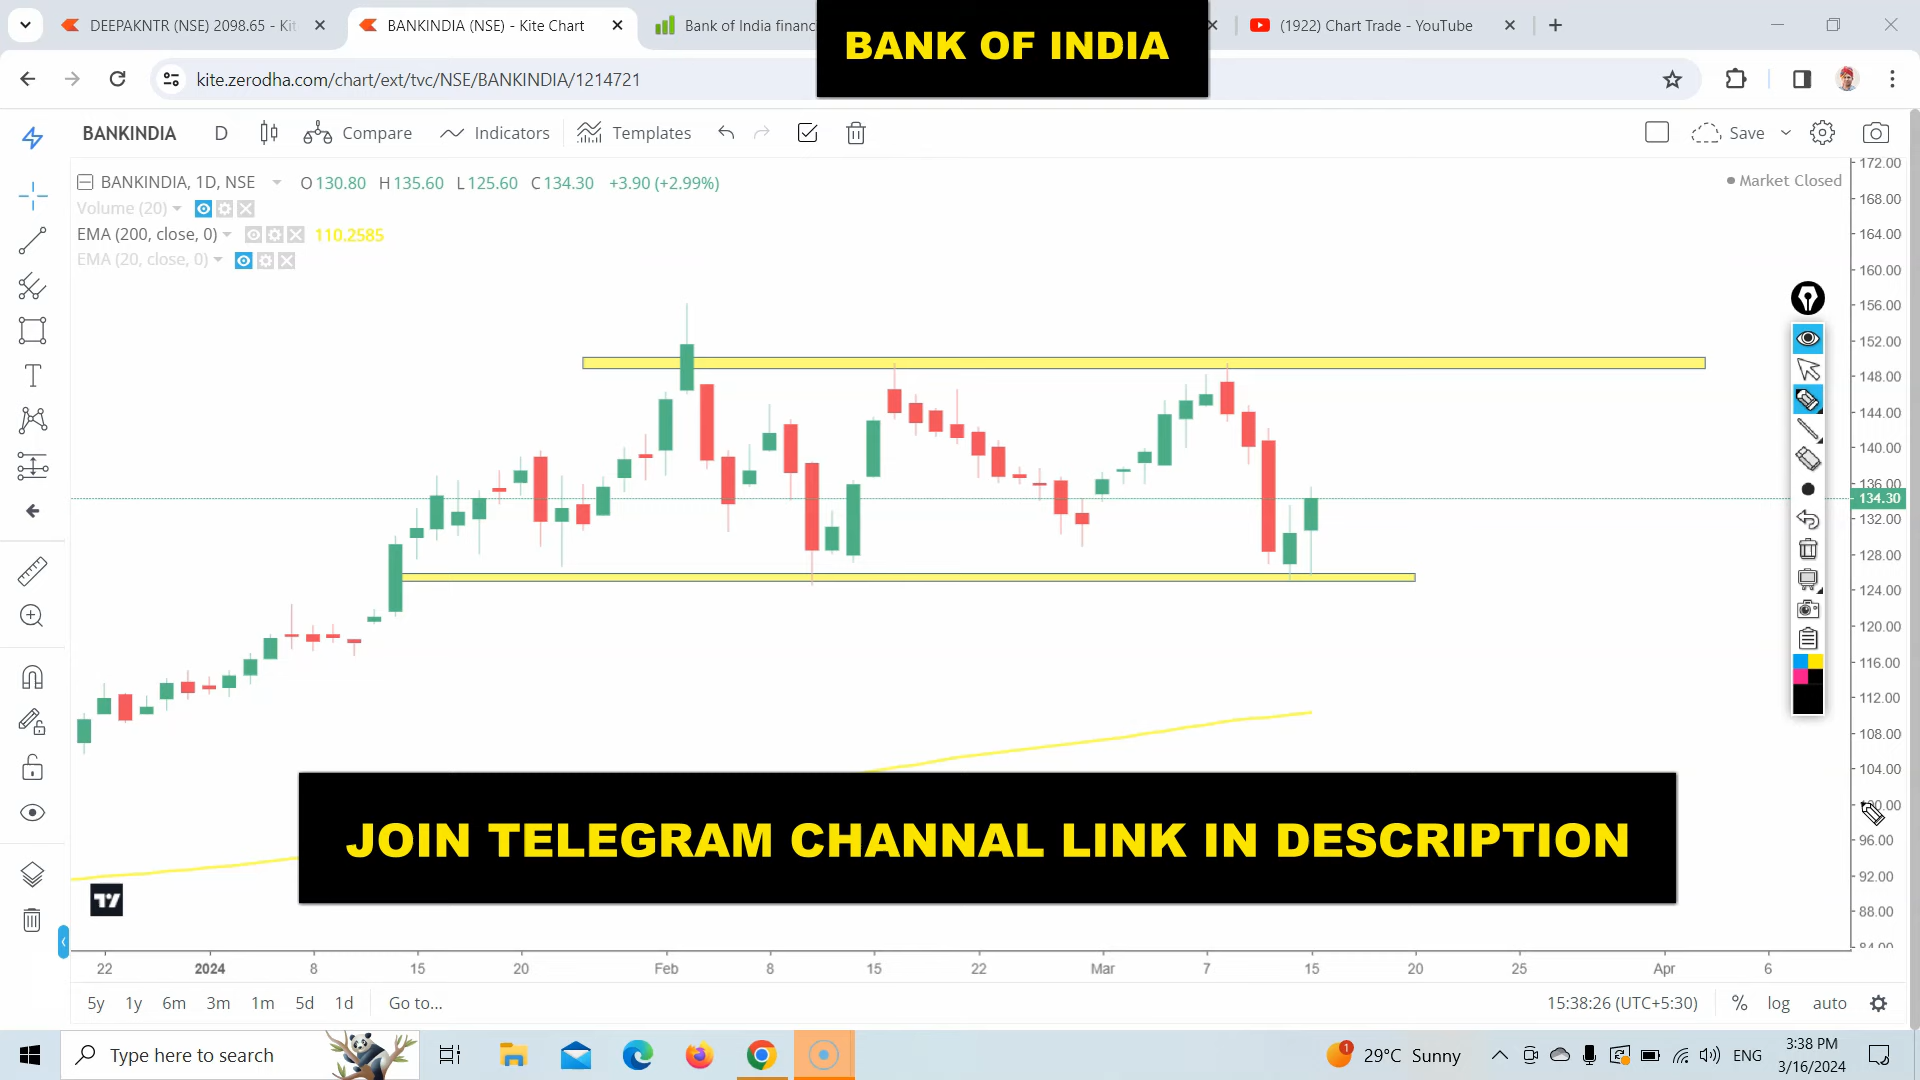 DEEPAKNTR (NSE) 2098.65 - Kit
BANKINDIA (NSE) - Kite Chart
Bank of India financ
(1922) Chart Trade - YouTube
BANK OF INDIA
kite.zerodha.com/chart/ext/tvc/NSE/BANKINDIA/1214721
BANKINDIA D Compare Indicators Templates Save
BANKINDIA, 1D, NSE O130.80 H135.60 L125.60 C134.30 +3.90 (+2.99%)
Market Closed
Volume (20)
EMA (200, close, 0) 110.2585
EMA (20, close, 0)
172.00
168.00
164.00
160.00
156.00
152.00
148.00
144.00
140.00
136.00
134.30
132.00
128.00
124.00
120.00
116.00
112.00
108.00
104.00
96.00
92.00
88.00
84.00
JOIN TELEGRAM CHANNAL LINK IN DESCRIPTION
22 2024 8 15 20 Feb 8 15 22 Mar 7 15 20 25 Apr 6
5y 1y 6m 3m 1m 5d 1d Go to... 15:38:26 (UTC+5:30) % log auto
Type here to search
1
29°C Sunny
ENG
3:38 PM
3/16/2024